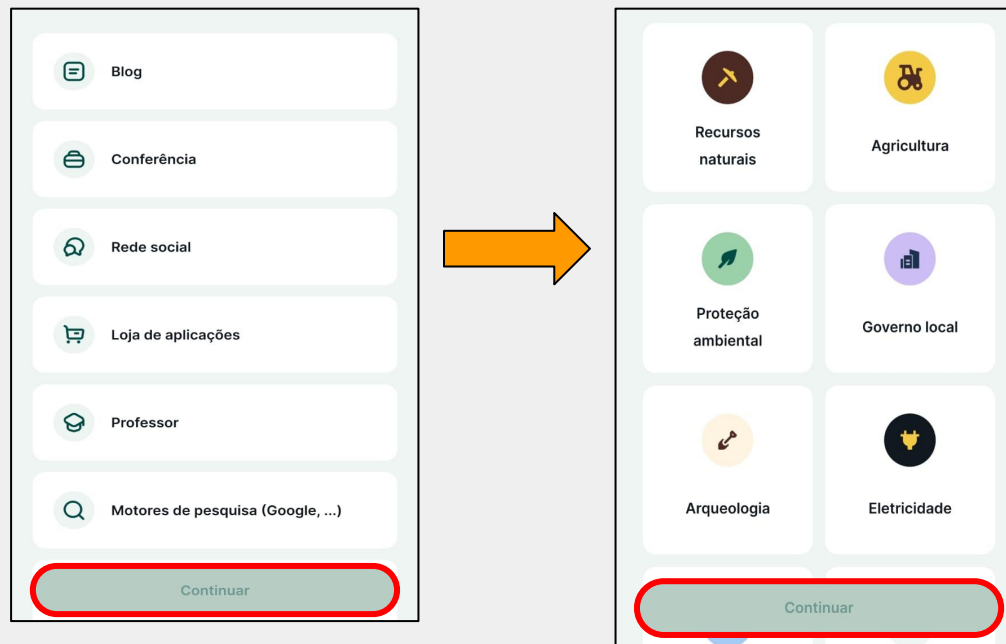 Blog
Conferência
Rede social
Loja de aplicações
Professor
Motores de pesquisa (Google, ...)
Continuar
Recursos
naturais
Agricultura
Proteção
ambiental
Governo local
Arqueologia
Eletricidade
Continuar